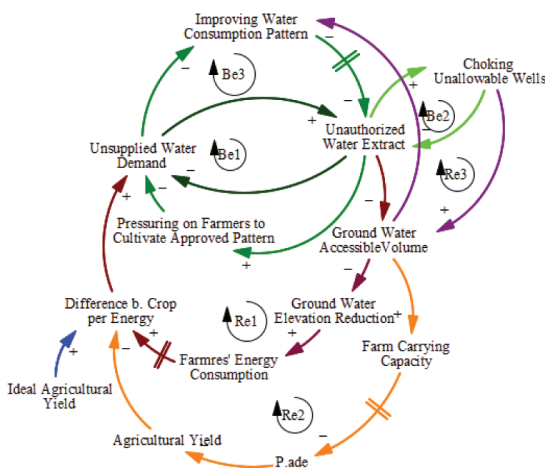 Improving Water
Consumption Pattern
Choking
Unallowable Wells
Be3
Be2
Unsupplied Water
Demand
Be1
Unauthorized
Water Extract
Re3
Pressuring on Farmers to
Cultivate Approved Pattern
Ground Water
AccessibleVolume
Difference b. Crop
per Energy
Re1
Ground Water
Elevation Reduction
Farmres' Energy
Consumption
Farm Carrying
Capacity
Ideal Agricultural
Yield
Re2
Agricultural Yield
P.ade